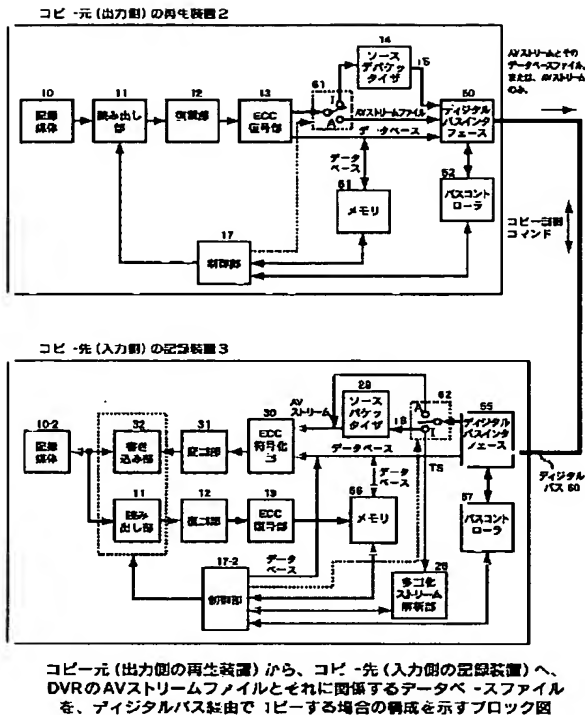 コピー元(出力側)の再生装置2
14
ソース
デパケッ
タイザ
15
AVストリームとその
データベースファイル、
または、AVストリーム
のみ。
10
記録
媒体
11
読み出し
部
12
復調部
13
ECC
復号部
61
I
A
AVストリームファイル
データベース
50
ディジタル
バスインタ
フェース
データ
ベース
51
メモリ
52
バスコント
ローラ
コピー制御
コマンド
17
制御部
コピー先(入力側)の記録装置3
10-2
記録
媒体
32
書き
込み部
31
変調部
30
ECC
符号化
部
AV
ストリーム
29
ソース
パケッ
タイザ
18
A
I
62
55
ディジタル
バスインタ
フェース
データベース
TS
ディジタル
バス60
11
読み出し
部
12
復調部
13
ECC
復号部
データ
ベース
56
メモリ
57
バスコント
ローラ
17-2
制御部
データ
ベース
26
多重化
ストリーム
解析部
コピー元(出力側の再生装置)から、コピー先(入力側の記録装置)へ、
DVRのAVストリームファイルとそれに関係するデータベースファイル
を、ディジタルバス経由でコピーする場合の構成を示すブロック図